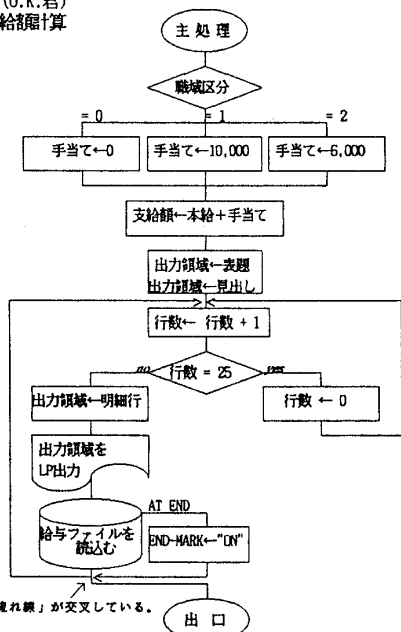 (O.K.君)
給額計算
主 処 理
職域区分
= 0
= 1
= 2
手当て←0
手当て←10,000
手当て←6,000
支給額←本給+手当て
出力領域←表題
出力領域←見出し
行数← 行数 + 1
no
行数 = 25
yes
出力領域←明細行
行数 ← 0
出力領域を
LP出力
給与ファイルを
読込む
AT END
END-MARK←"ON"
れ線」が交叉している。
出 口